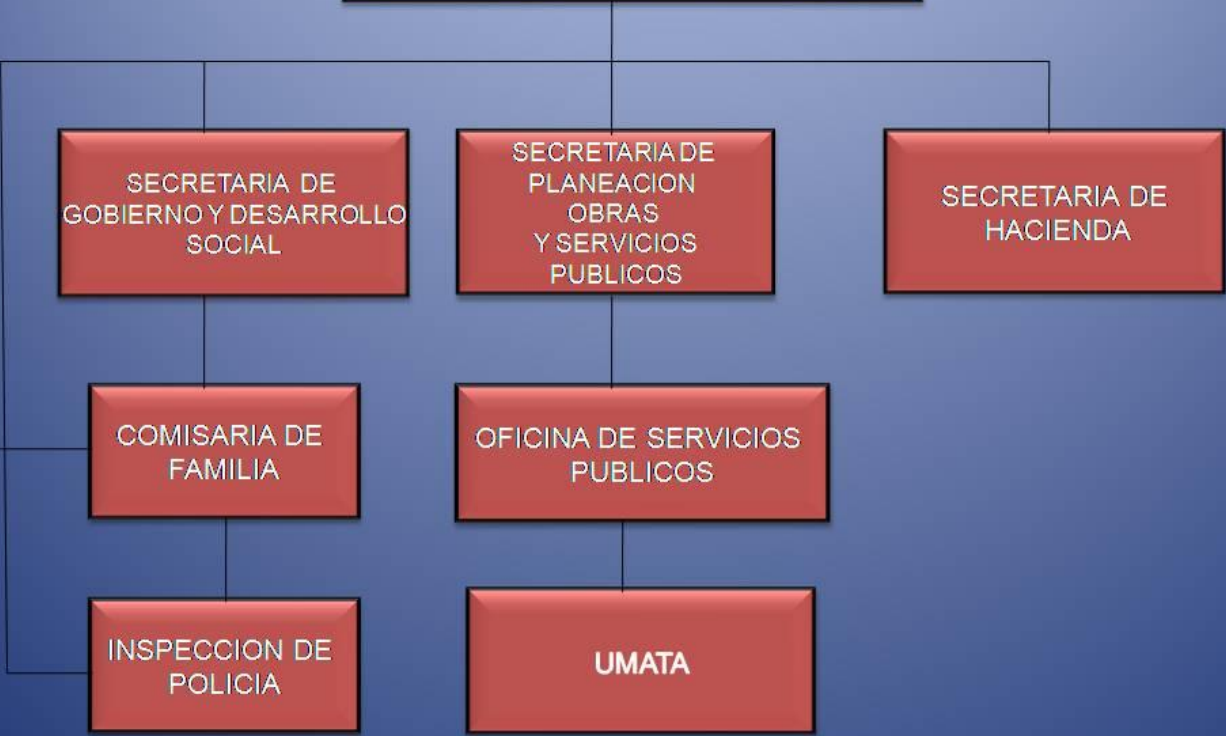 SECRETARIA DE
GOBIERNO Y DESARROLLO
SOCIAL
SECRETARIA DE
PLANEACION
OBRAS
Y SERVICIOS
PUBLICOS
SECRETARIA DE
HACIENDA
COMISARIA DE
FAMILIA
OFICINA DE SERVICIOS
PUBLICOS
INSPECCION DE
POLICIA
UMATA